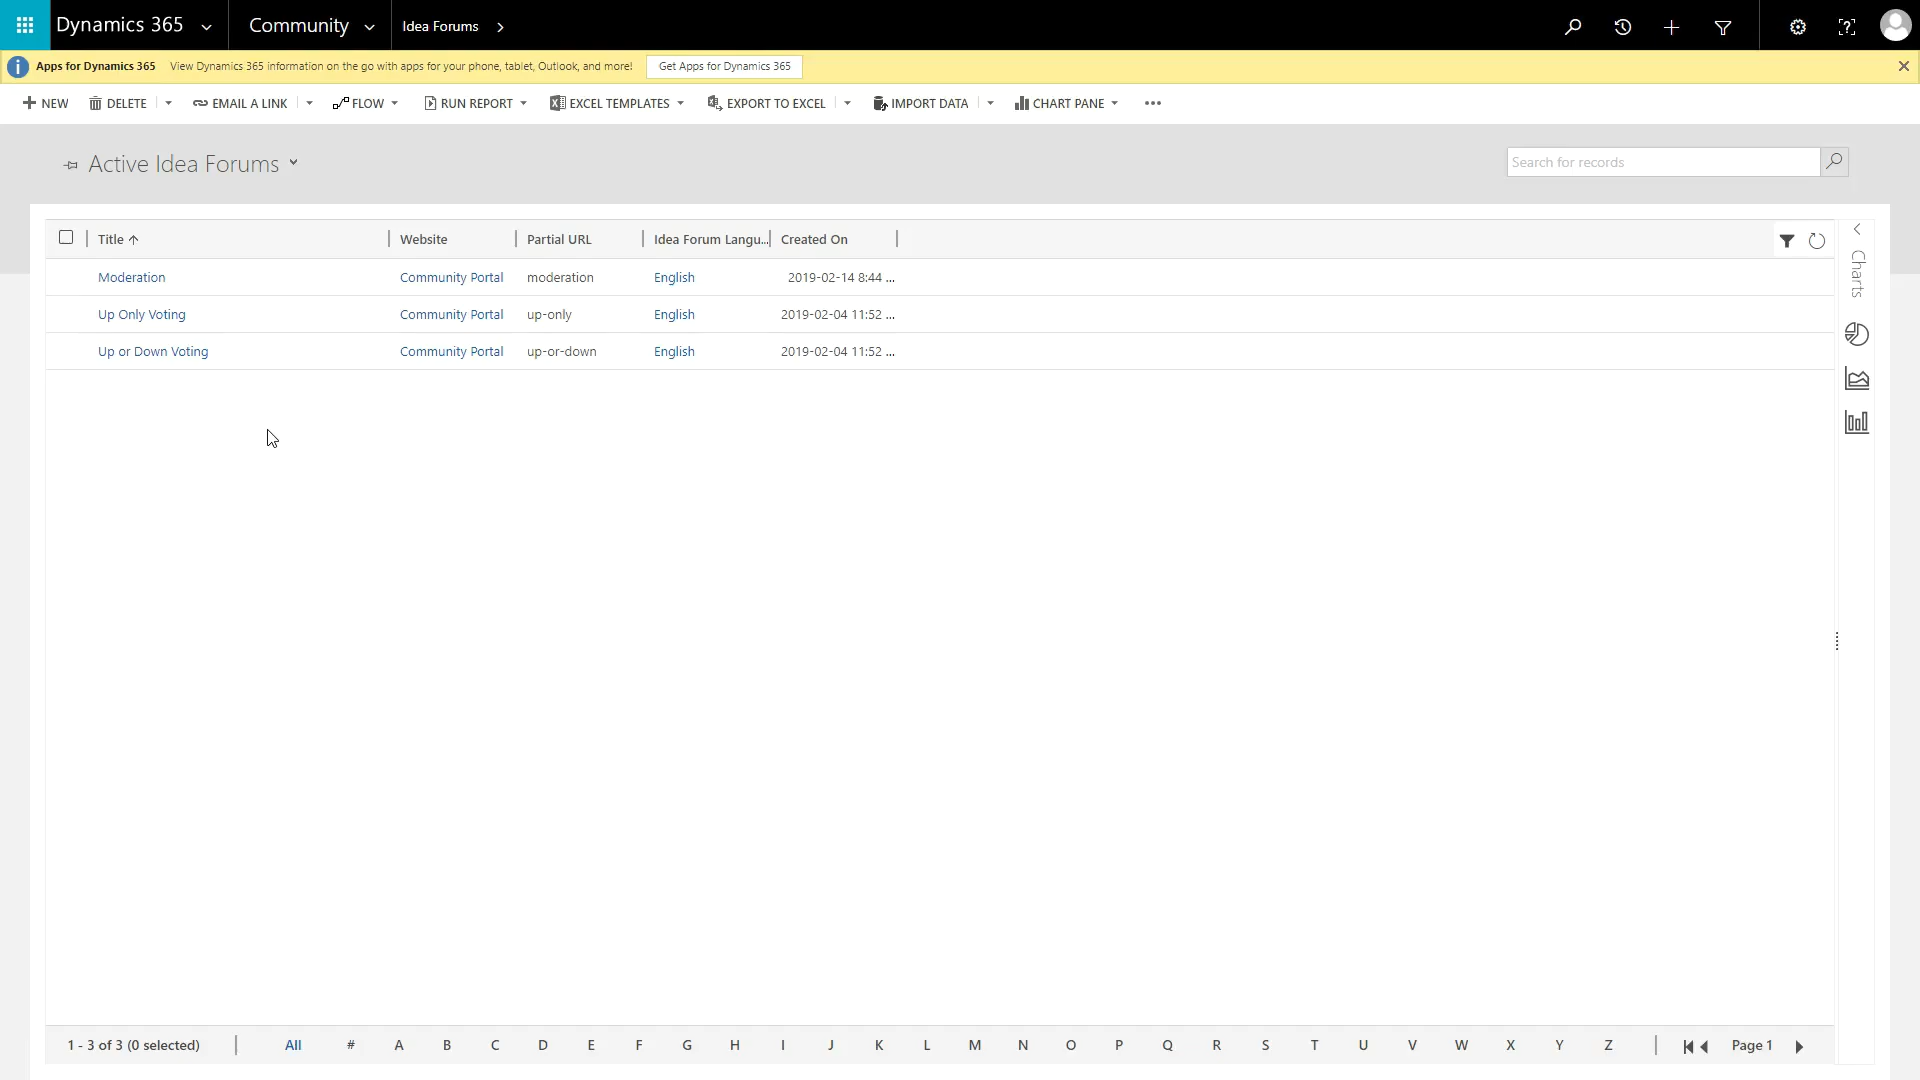 Dynamics 365 Community Idea Forums
Apps for Dynamics 365 View Dynamics 365 information on the go with apps for your phone, tablet, Outlook, and more! Get Apps for Dynamics 365
NEW DELETE EMAIL A LINK FLOW RUN REPORT EXCEL TEMPLATES EXPORT TO EXCEL IMPORT DATA CHART PANE
Active Idea Forums
Search for records
Title Website Partial URL Idea Forum Langu... Created On
Moderation Community Portal moderation English 2019-02-14 8:44 ...
Up Only Voting Community Portal up-only English 2019-02-04 11:52 ...
Up or Down Voting Community Portal up-or-down English 2019-02-04 11:52 ...
Charts
1 - 3 of 3 (0 selected) All # A B C D E F G H I J K L M N O P Q R S T U V W X Y Z Page 1